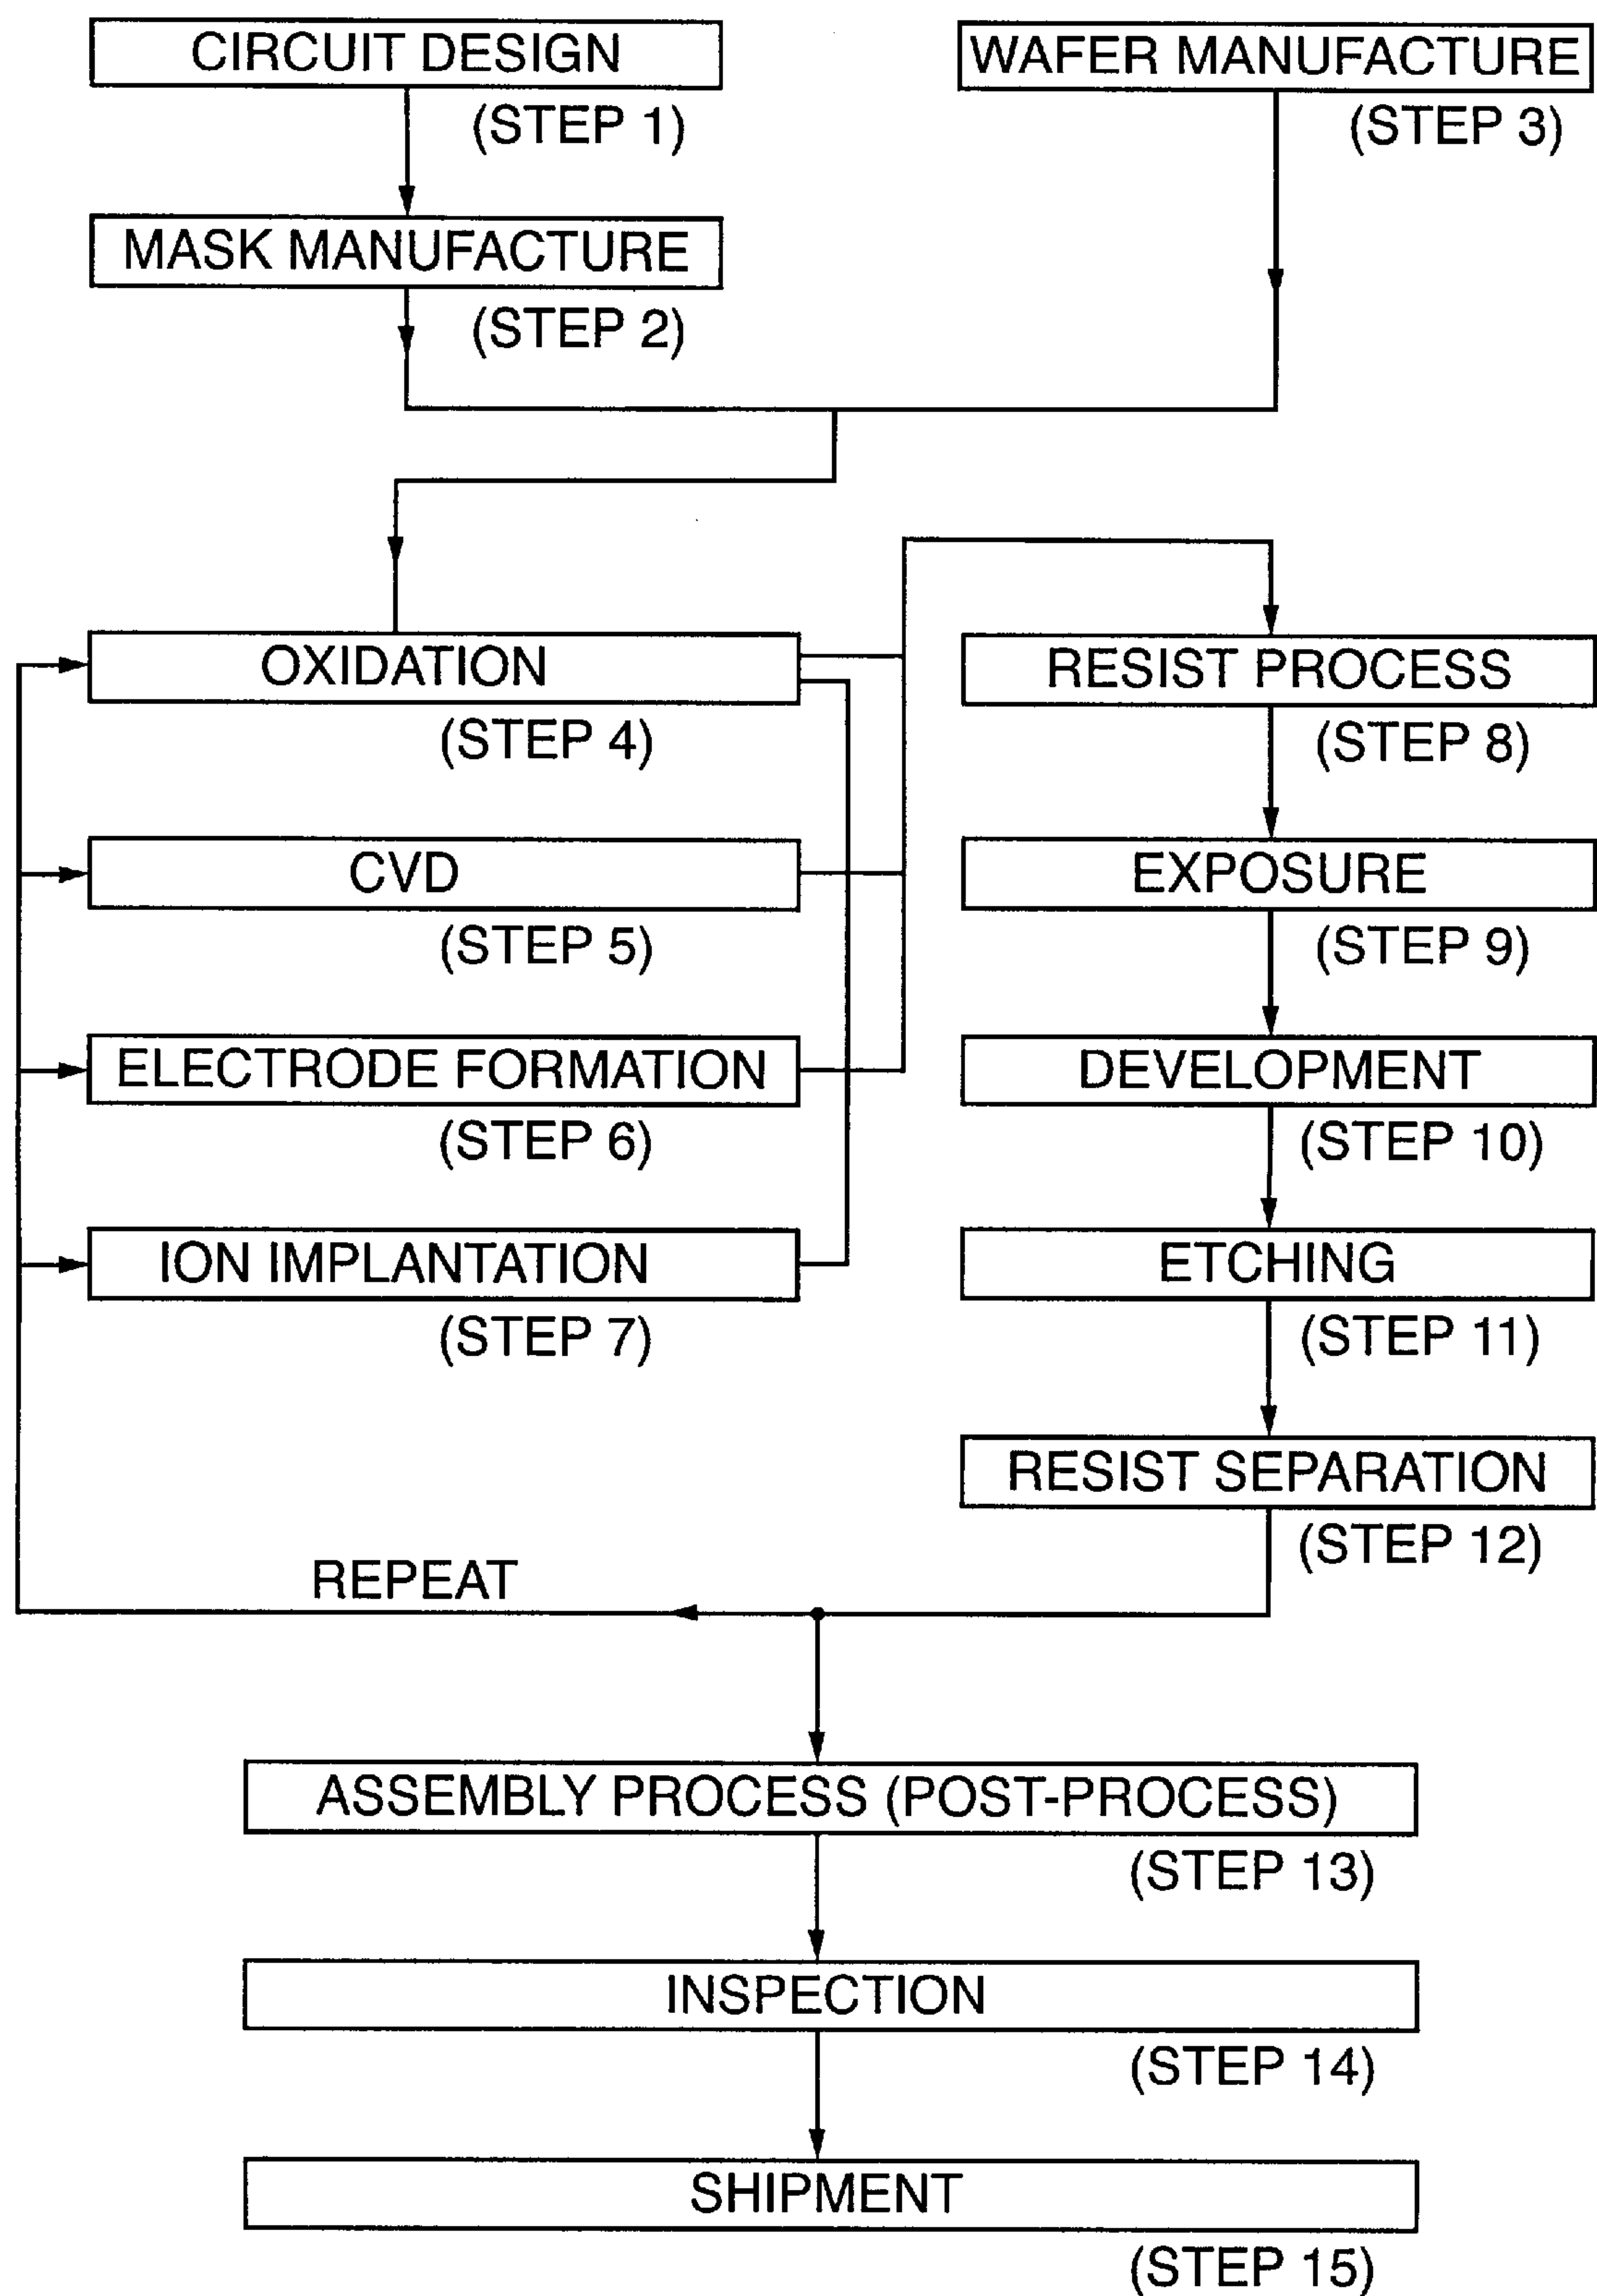 CIRCUIT DESIGN
(STEP 1)
WAFER MANUFACTURE
(STEP 3)
MASK MANUFACTURE
(STEP 2)
OXIDATION
(STEP 4)
CVD
(STEP 5)
ELECTRODE FORMATION
(STEP 6)
ION IMPLANTATION
(STEP 7)
RESIST PROCESS
(STEP 8)
EXPOSURE
(STEP 9)
DEVELOPMENT
(STEP 10)
ETCHING
(STEP 11)
RESIST SEPARATION
(STEP 12)
REPEAT
ASSEMBLY PROCESS (POST-PROCESS)
(STEP 13)
INSPECTION
(STEP 14)
SHIPMENT
(STEP 15)